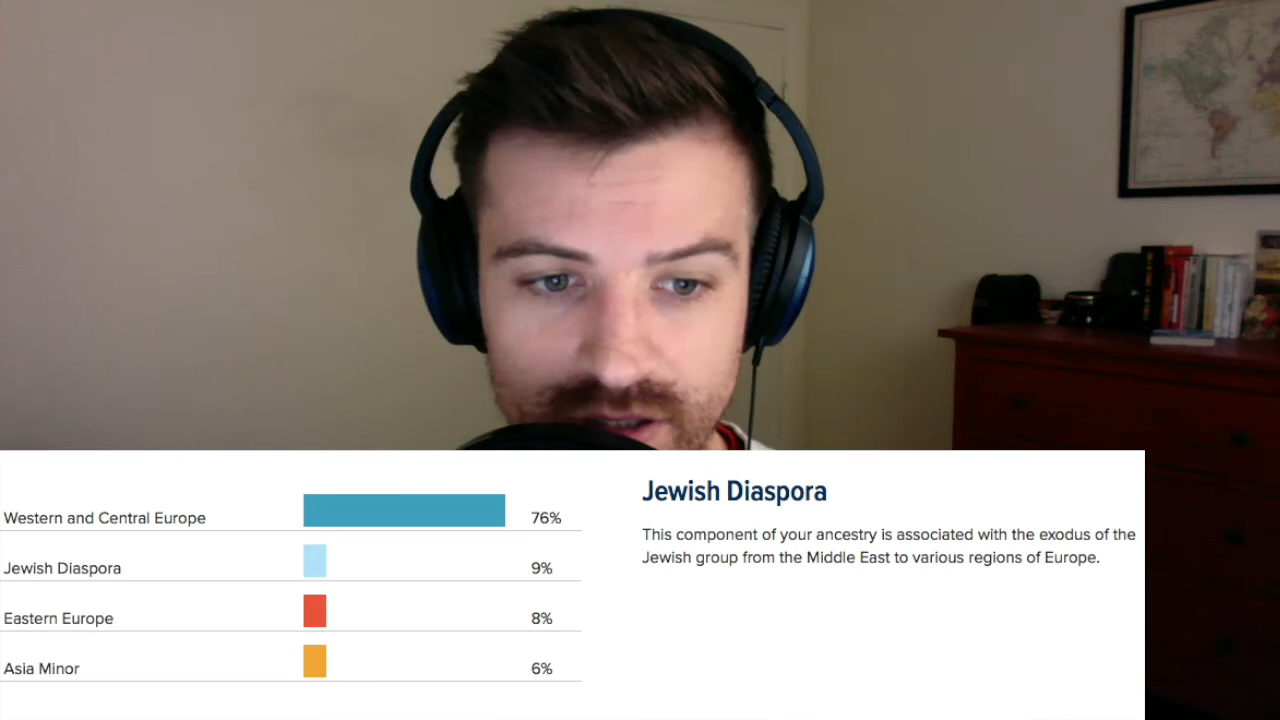 Western and Central Europe 76%
Jewish Diaspora 9%
Eastern Europe 8%
Asia Minor 6%
Jewish Diaspora
This component of your ancestry is associated with the exodus of the
Jewish group from the Middle East to various regions of Europe.